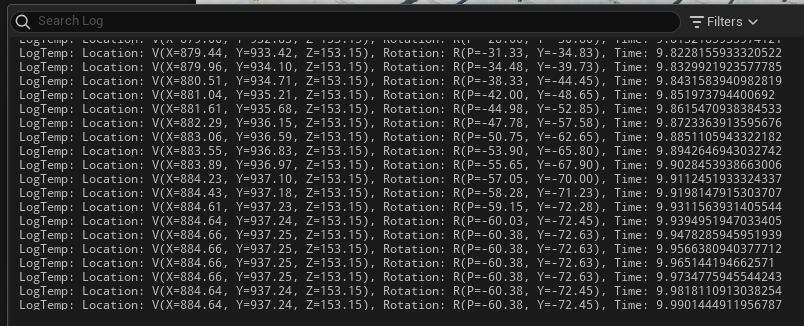 Search Log
Filters
LogTemp: Location: V(X=879.44, Y=933.42, Z=153.15), Rotation: R(P=-31.33, Y=-34.83), Time: 9.8228155933320522
LogTemp: Location: V(X=879.96, Y=934.10, Z=153.15), Rotation: R(P=-34.48, Y=-39.73), Time: 9.8329921923577785
LogTemp: Location: V(X=880.51, Y=934.71, Z=153.15), Rotation: R(P=-38.33, Y=-44.45), Time: 9.8431583940982819
LogTemp: Location: V(X=881.04, Y=935.21, Z=153.15), Rotation: R(P=-42.00, Y=-48.65), Time: 9.851973794400692
LogTemp: Location: V(X=881.61, Y=935.68, Z=153.15), Rotation: R(P=-44.98, Y=-52.85), Time: 9.8615470938384533
LogTemp: Location: V(X=882.29, Y=936.15, Z=153.15), Rotation: R(P=-47.78, Y=-57.58), Time: 9.8723363913595676
LogTemp: Location: V(X=883.06, Y=936.59, Z=153.15), Rotation: R(P=-50.75, Y=-62.65), Time: 9.8851105943322182
LogTemp: Location: V(X=883.55, Y=936.83, Z=153.15), Rotation: R(P=-53.90, Y=-65.80), Time: 9.8942646943032742
LogTemp: Location: V(X=883.89, Y=936.97, Z=153.15), Rotation: R(P=-55.65, Y=-67.90), Time: 9.9028453938663006
LogTemp: Location: V(X=884.23, Y=937.10, Z=153.15), Rotation: R(P=-57.05, Y=-70.00), Time: 9.9112451933324337
LogTemp: Location: V(X=884.43, Y=937.18, Z=153.15), Rotation: R(P=-58.28, Y=-71.23), Time: 9.9198147915303707
LogTemp: Location: V(X=884.61, Y=937.23, Z=153.15), Rotation: R(P=-59.15, Y=-72.28), Time: 9.9311563931405544
LogTemp: Location: V(X=884.64, Y=937.24, Z=153.15), Rotation: R(P=-60.03, Y=-72.45), Time: 9.9394951947033405
LogTemp: Location: V(X=884.66, Y=937.25, Z=153.15), Rotation: R(P=-60.38, Y=-72.63), Time: 9.9478285945951939
LogTemp: Location: V(X=884.66, Y=937.25, Z=153.15), Rotation: R(P=-60.38, Y=-72.63), Time: 9.9566380940377712
LogTemp: Location: V(X=884.66, Y=937.25, Z=153.15), Rotation: R(P=-60.38, Y=-72.63), Time: 9.965144194662571
LogTemp: Location: V(X=884.66, Y=937.25, Z=153.15), Rotation: R(P=-60.38, Y=-72.63), Time: 9.9734775945544243
LogTemp: Location: V(X=884.64, Y=937.24, Z=153.15), Rotation: R(P=-60.38, Y=-72.45), Time: 9.9818110913038254
LogTemp: Location: V(X=884.64, Y=937.24, Z=153.15), Rotation: R(P=-60.38, Y=-72.45), Time: 9.9901444911956787